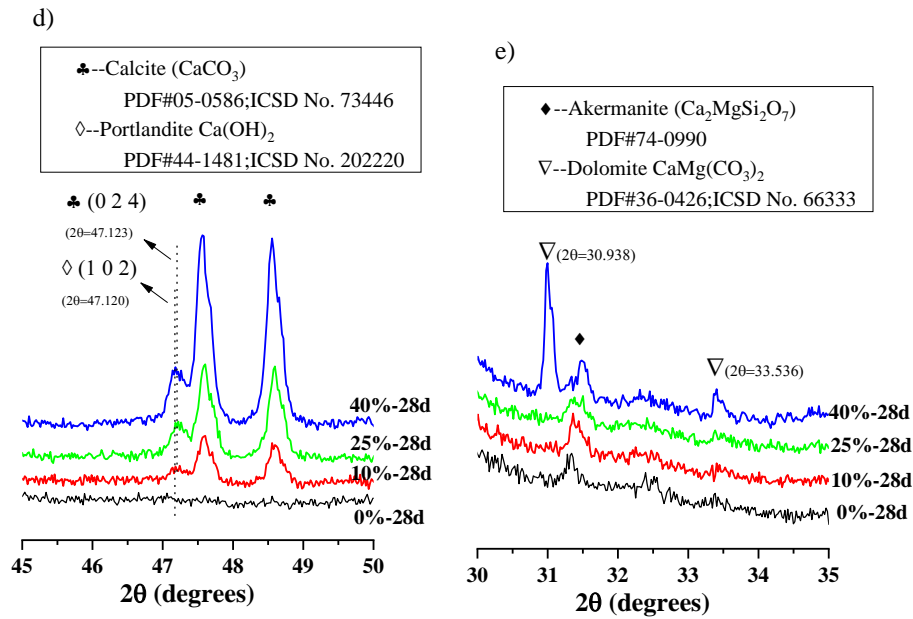 d)
♣--Calcite (CaCO₃)
PDF#05-0586;ICSD No. 73446
◊--Portlandite Ca(OH)₂
PDF#44-1481;ICSD No. 202220
♣ (0 2 4)
(2θ=47.123)
◊ (1 0 2)
(2θ=47.120)
♣ ♣
40%-28d
25%-28d
10%-28d
0%-28d
45 46 47 48 49 50
2θ (degrees)
e)
♦--Akermanite (Ca₂MgSi₂O₇)
PDF#74-0990
▽--Dolomite CaMg(CO₃)₂
PDF#36-0426;ICSD No. 66333
▽(2θ=30.938)
♦
▽(2θ=33.536)
40%-28d
25%-28d
10%-28d
0%-28d
30 31 32 33 34 35
2θ (degrees)